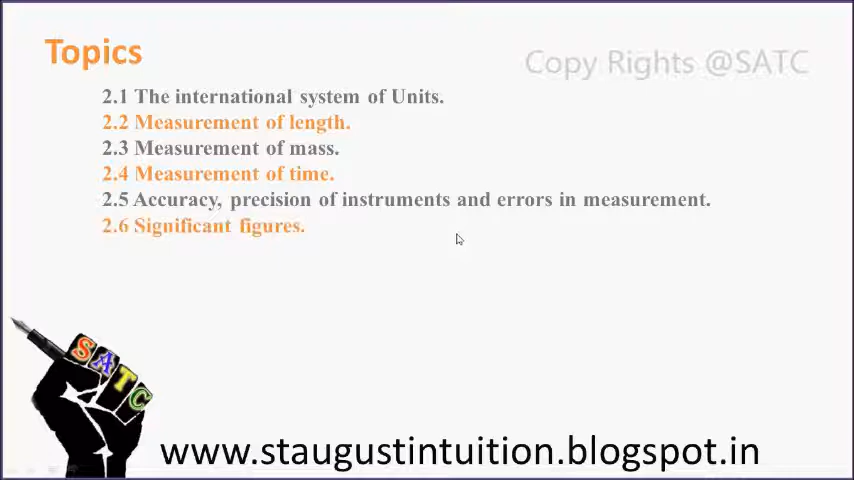 Topics
Copy Rights @SATC
2.1 The international system of Units.
2.2 Measurement of length.
2.3 Measurement of mass.
2.4 Measurement of time.
2.5 Accuracy, precision of instruments and errors in measurement.
2.6 Significant figures.
SATC
www.staugustintuition.blogspot.in